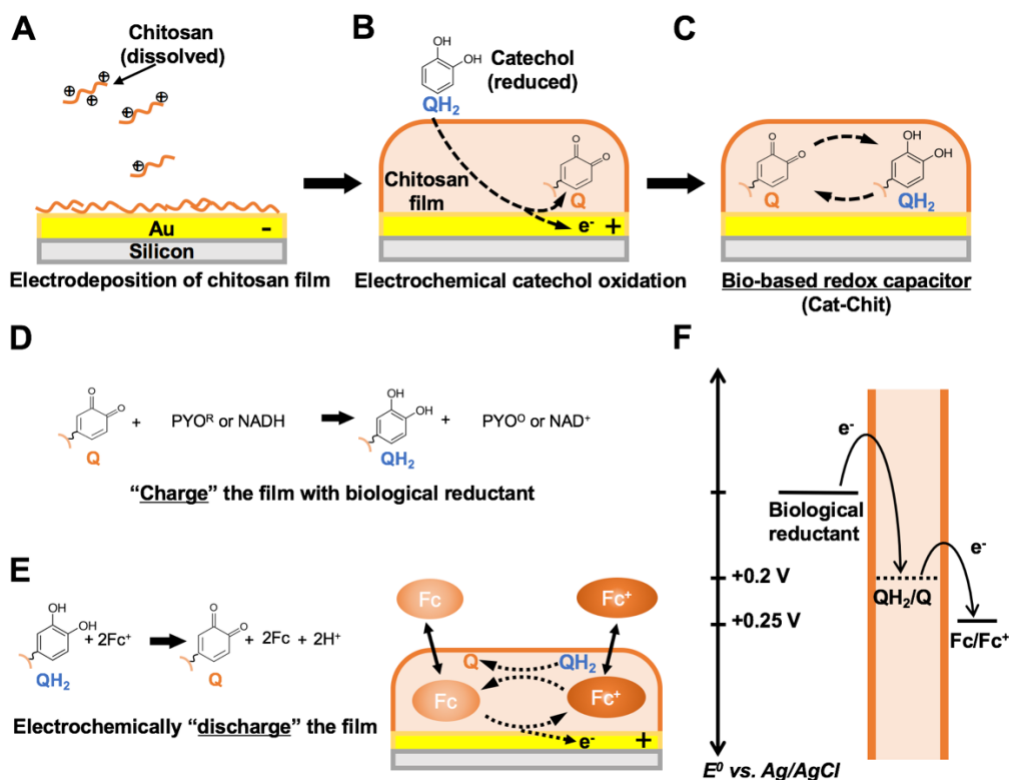 A
Chitosan
(dissolved)
+
+
+
+
+
+
Au
-
Silicon
Electrodeposition of chitosan film
B
OH
OH
Catechol
(reduced)
QH₂
O
O
Chitosan
film
Q
e⁻
+
Electrochemical catechol oxidation
C
O
O
OH
OH
Q
QH₂
Bio-based redox capacitor
(Cat-Chit)
D
O
O
Q
+ PYOᴿ or NADH
OH
OH
QH₂
+ PYOᴼ or NAD⁺
“Charge” the film with biological reductant
E
OH
OH
QH₂
+ 2Fc⁺
O
O
Q
+ 2Fc + 2H⁺
Electrochemically “discharge” the film
Fc
Fc⁺
Q
QH₂
Fc
Fc⁺
e⁻
+
F
e⁻
Biological
reductant
e⁻
+0.2 V
QH₂/Q
+0.25 V
Fc/Fc⁺
E⁰ vs. Ag/AgCl